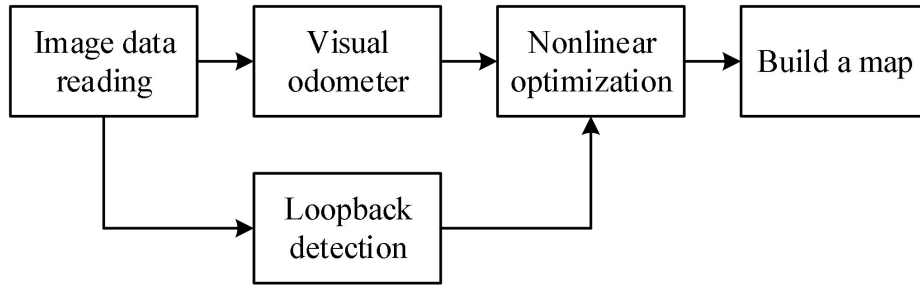 Image data
reading
Visual
odometer
Nonlinear
optimization
Build a map
Loopback
detection